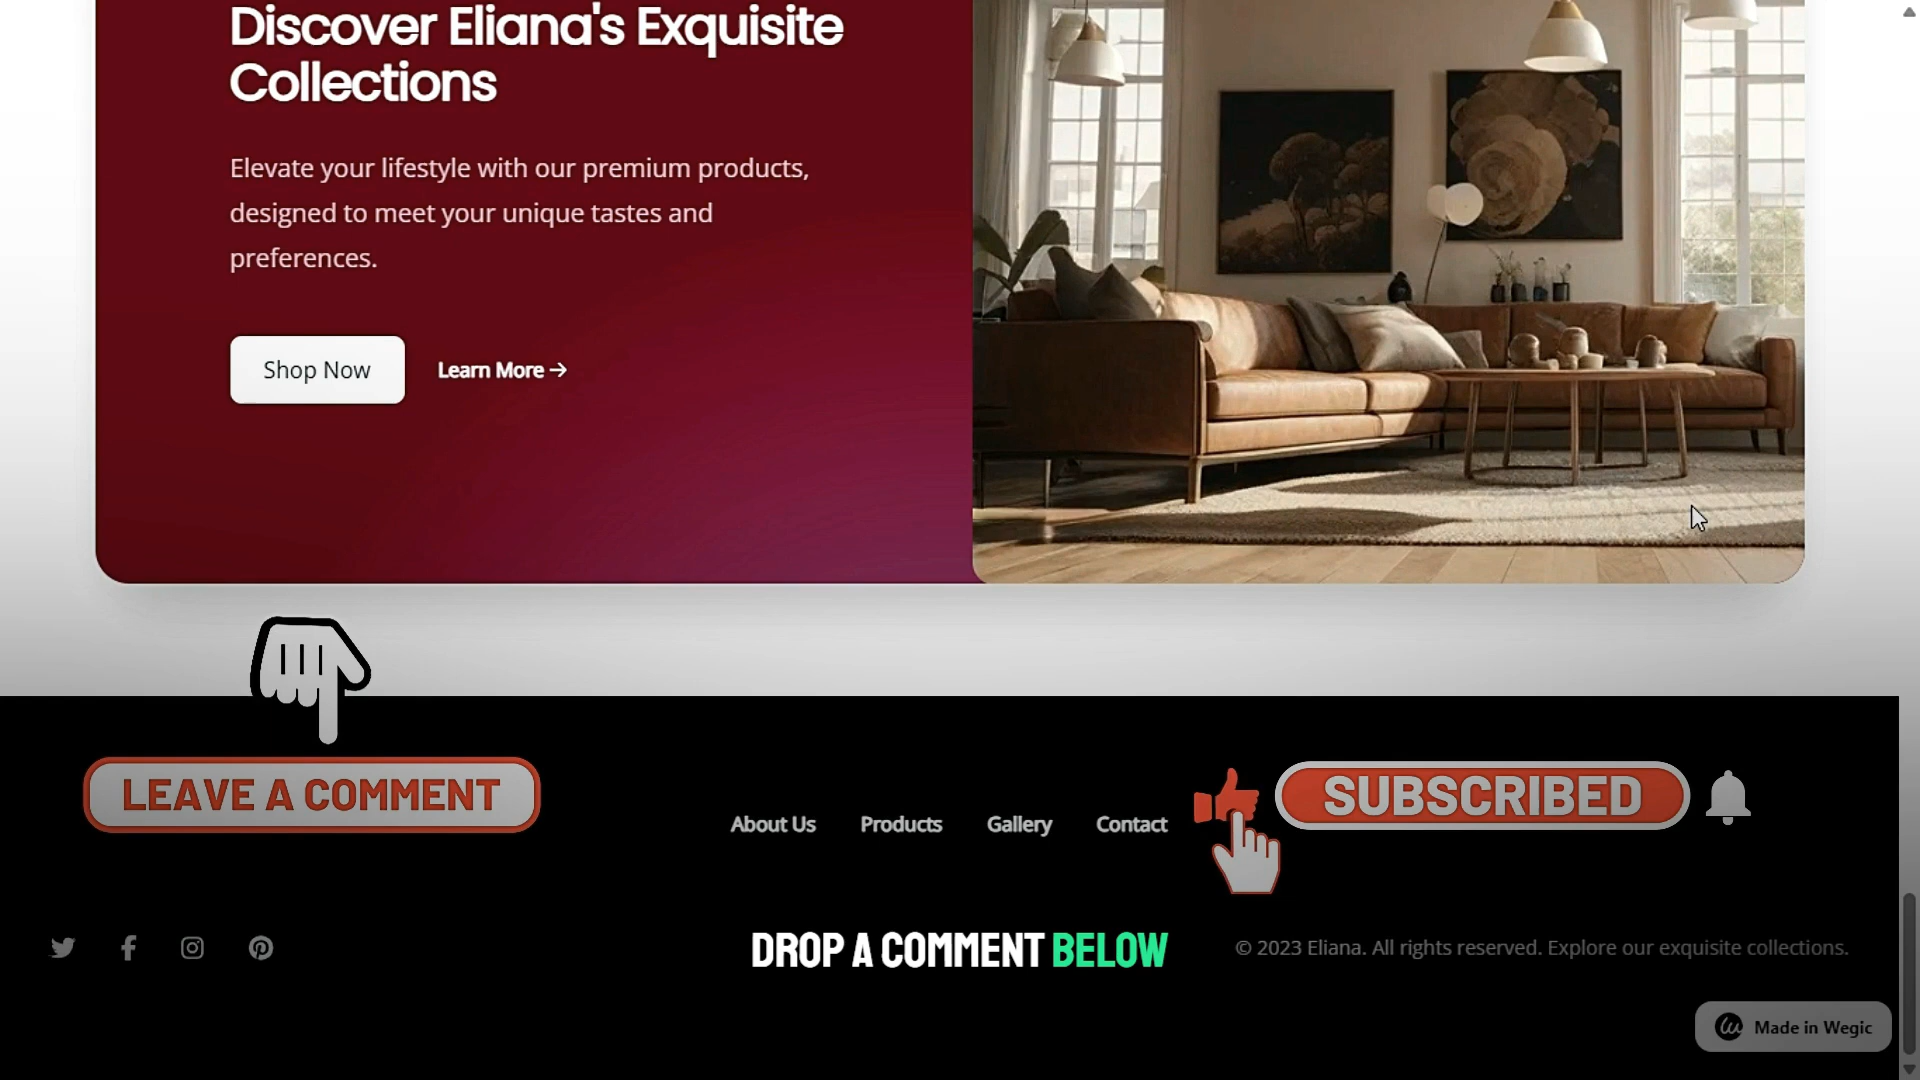 Discover Eliana's Exquisite
Collections
Elevate your lifestyle with our premium products,
designed to meet your unique tastes and
preferences.
Shop Now
Learn More →
LEAVE A COMMENT
SUBSCRIBED
About Us
Products
Gallery
Contact
DROP A COMMENT BELOW
© 2023 Eliana. All rights reserved. Explore our exquisite collections.
Made in Wegic